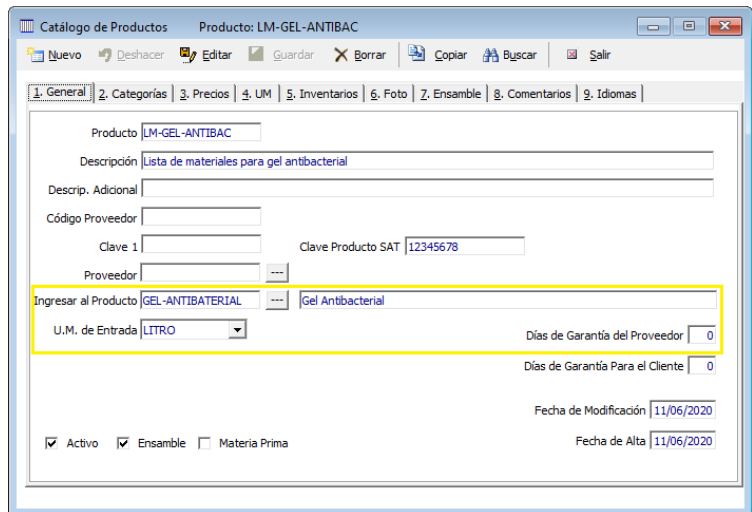 Catálogo de Productos Producto: LM-GEL-ANTIBAC
Nuevo Deshacer Editar Guardar Borrar Copiar Buscar Salir
1. General 2. Categorías 3. Precios 4. UM 5. Inventarios 6. Foto 7. Ensamble 8. Comentarios 9. Idiomas
Producto LM-GEL-ANTIBAC
Descripción Lista de materiales para gel antibacterial
Descrip. Adicional
Código Proveedor
Clave 1 Clave Producto SAT 12345678
Proveedor ---
Ingresar al Producto GEL-ANTIBATERIAL --- Gel Antibacterial
U.M. de Entrada LITRO
Días de Garantía del Proveedor 0
Días de Garantía Para el Cliente 0
Fecha de Modificación 11/06/2020
Activo Ensamble Materia Prima Fecha de Alta 11/06/2020